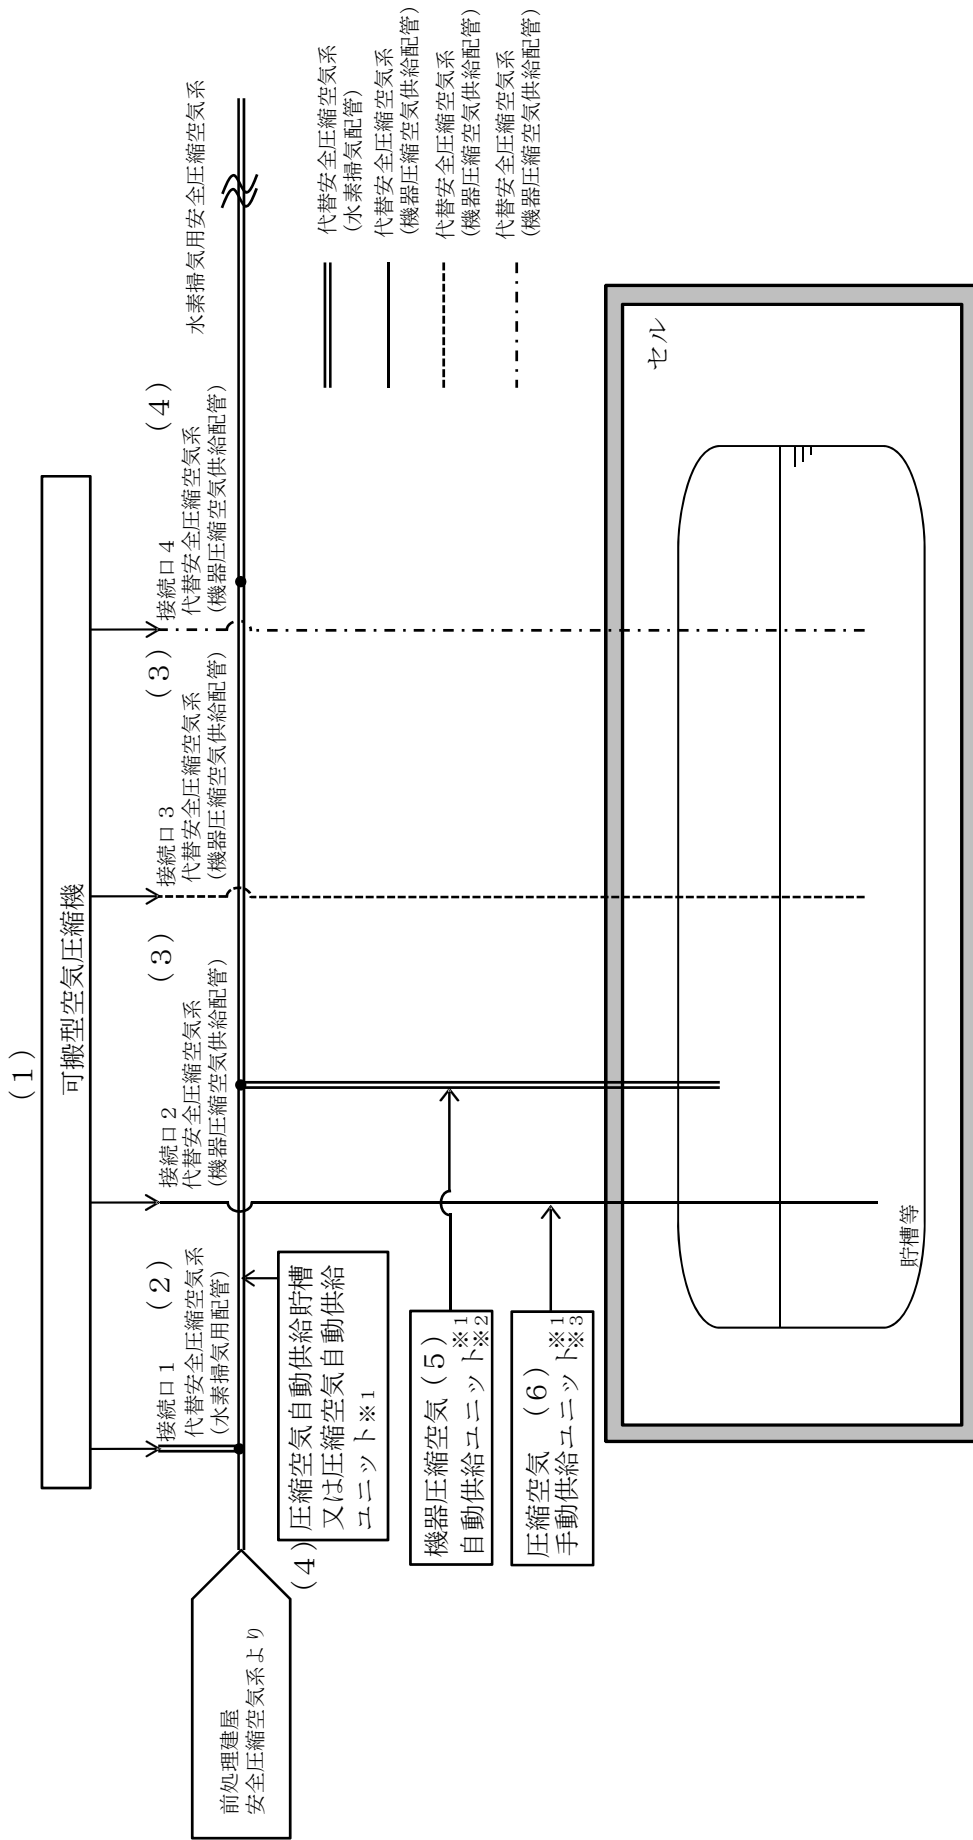 (1)
可搬型空気圧縮機
接続口1
代替安全圧縮空気系
(水素掃気用配管)
(2)
接続口2
代替安全圧縮空気系
(機器圧縮空気供給配管)
(3)
接続口3
代替安全圧縮空気系
(機器圧縮空気供給配管)
(3)
接続口4
代替安全圧縮空気系
(機器圧縮空気供給配管)
(4)
水素掃気用安全圧縮空気系
前処理建屋
安全圧縮空気系より
(4)
圧縮空気自動供給貯槽
又は圧縮空気自動供給
ユニット※1
機器圧縮空気(5)
自動供給ユニット※1
※2
圧縮空気 (6)
手動供給ユニット※1
※3
代替安全圧縮空気系
(水素掃気配管)
代替安全圧縮空気系
(機器圧縮空気供給配管)
代替安全圧縮空気系
(機器圧縮空気供給配管)
代替安全圧縮空気系
(機器圧縮空気供給配管)
セル
貯槽等